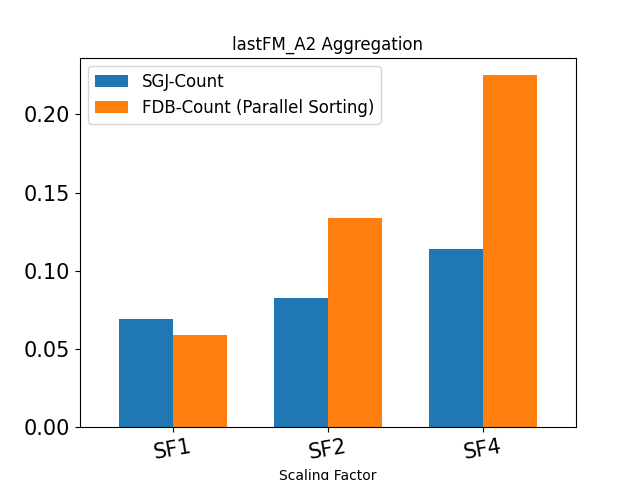 lastFM_A2 Aggregation
SGJ-Count
FDB-Count (Parallel Sorting)
0.20
0.15
0.10
0.05
0.00
SF1
SF2
SF4
Scaling Factor